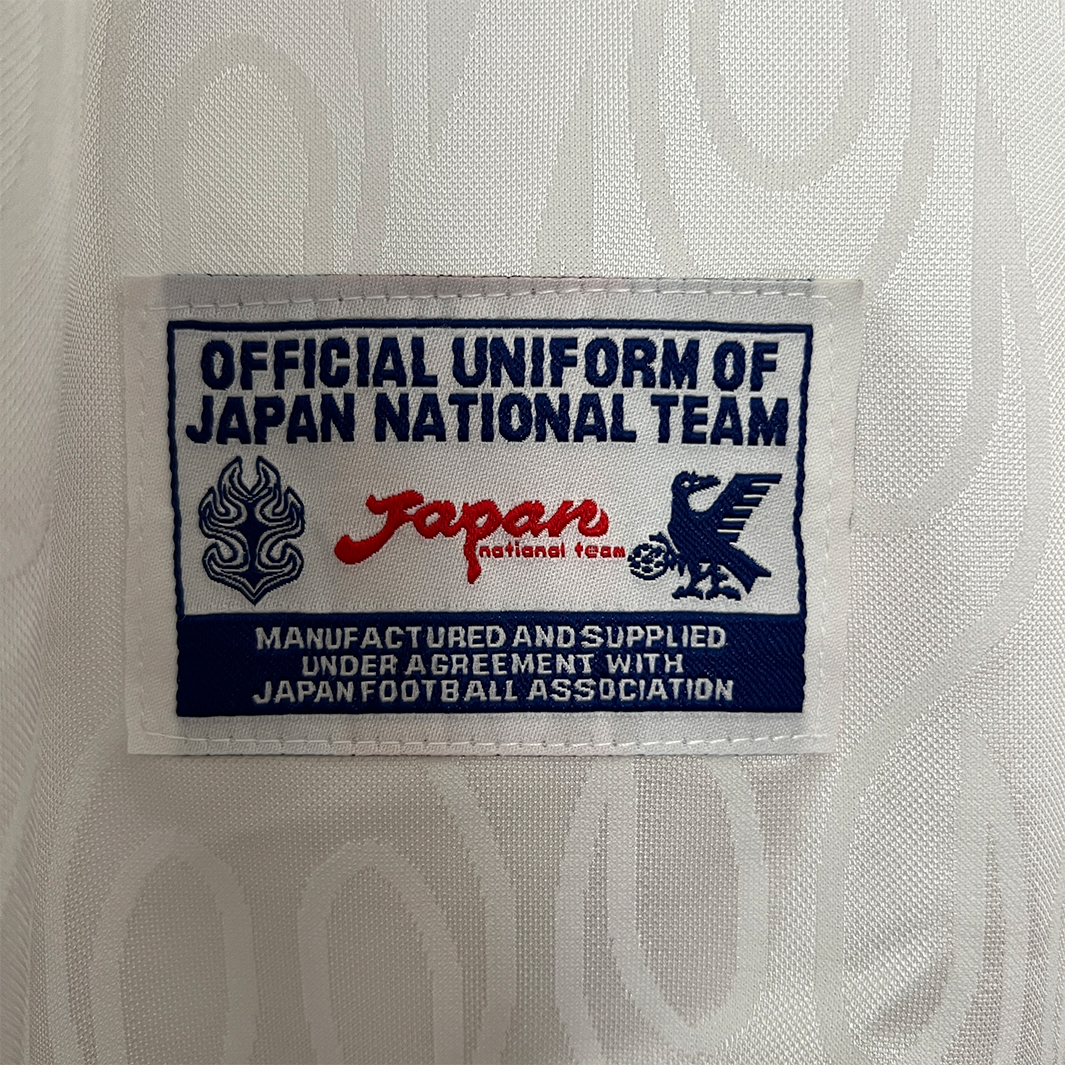 OFFICIAL UNIFORM OF
JAPAN NATIONAL TEAM
Japan
national team
MANUFACTURED AND SUPPLIED
UNDER AGREEMENT WITH
JAPAN FOOTBALL ASSOCIATION